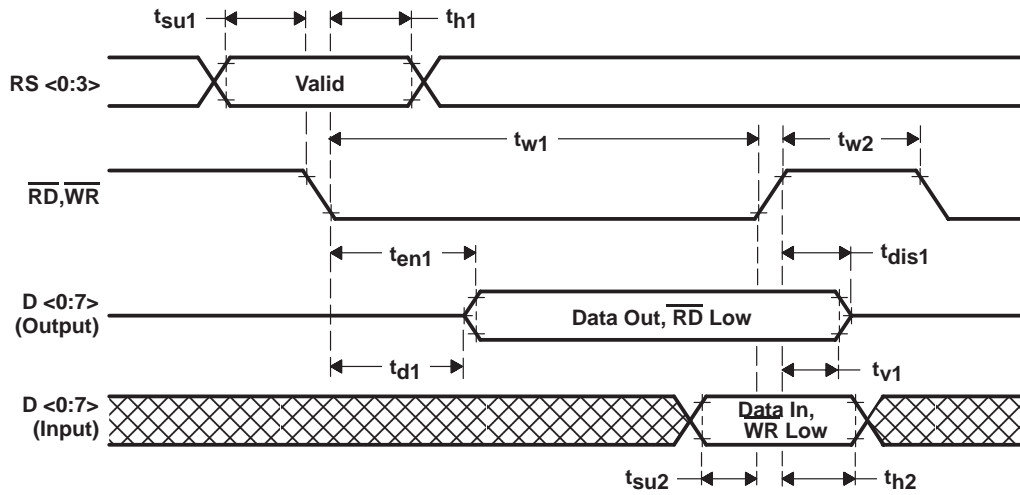 tsu1
th1
RS <0:3>
Valid
tw1
tw2
RD,WR
ten1
tdis1
D <0:7>
(Output)
Data Out, RD Low
td1
tv1
D <0:7>
(Input)
Data In,
WR Low
tsu2
th2